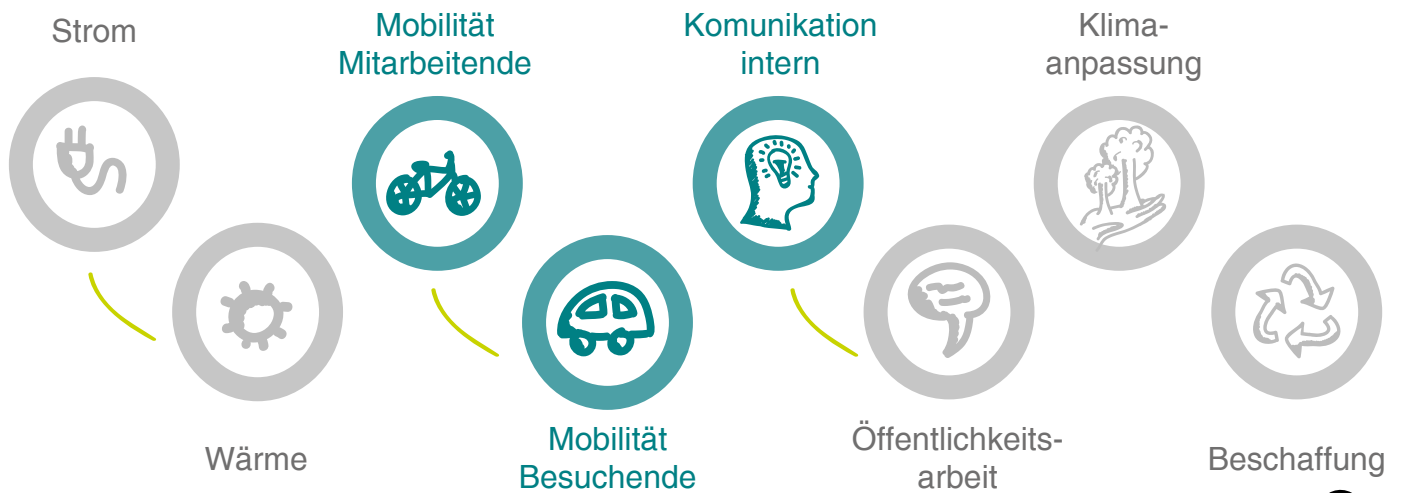 Strom
Mobilität
Mitarbeitende
Komunikation
intern
Klima-
anpassung
Wärme
Mobilität
Besuchende
Öffentlichkeits-
arbeit
Beschaffung